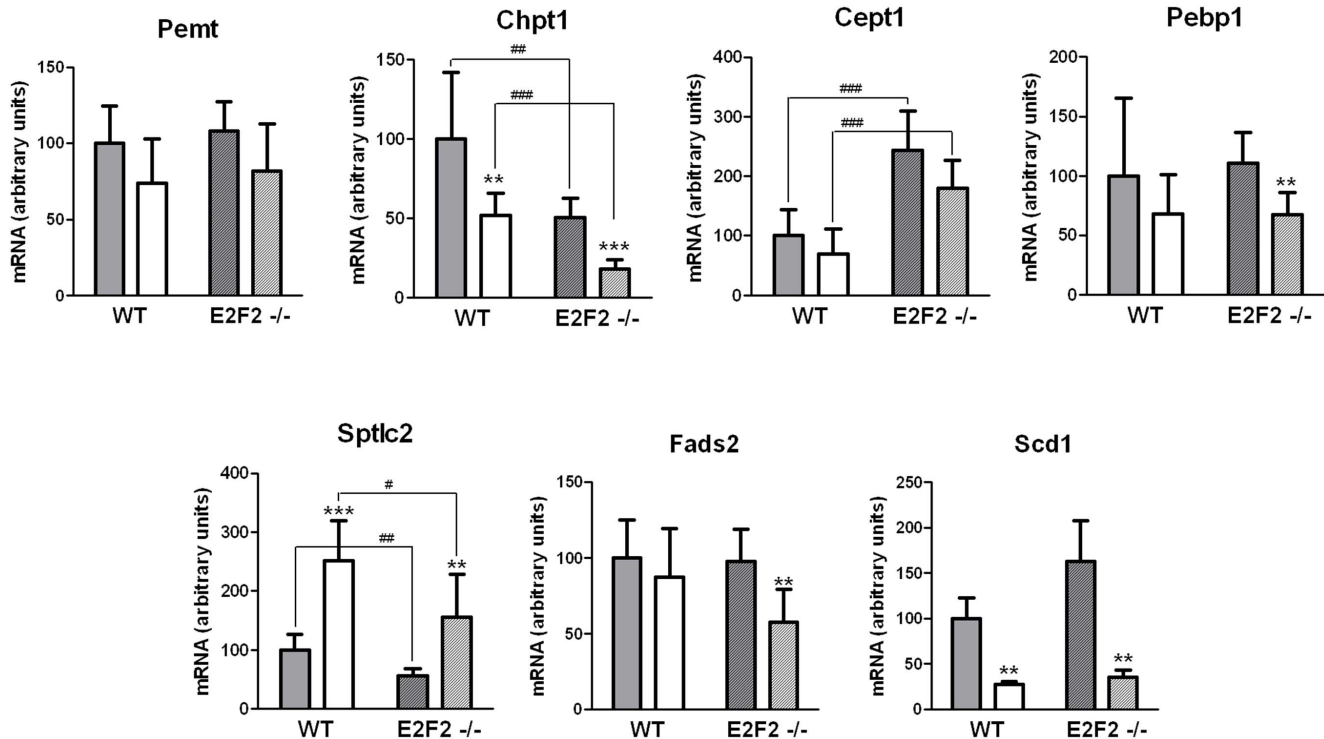 Pemt
mRNA (arbitrary units)
150
100
50
0
WT
E2F2 -/-
Chpt1
mRNA (arbitrary units)
150
100
50
0
##
###
**
***
WT
E2F2 -/-
Cept1
mRNA (arbitrary units)
400
300
200
100
0
###
###
WT
E2F2 -/-
Pebp1
mRNA (arbitrary units)
200
150
100
50
0
**
WT
E2F2 -/-
Sptlc2
mRNA (arbitrary units)
400
300
200
100
0
#
***
##
**
WT
E2F2 -/-
Fads2
mRNA (arbitrary units)
150
100
50
0
**
WT
E2F2 -/-
Scd1
mRNA (arbitrary units)
250
200
150
100
50
0
**
**
WT
E2F2 -/-